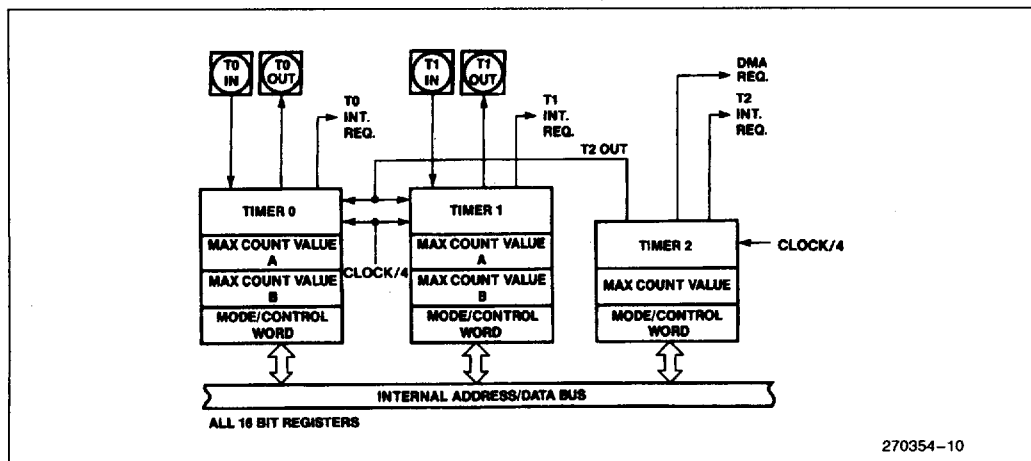 T0
IN
T0
OUT
T1
IN
T1
OUT
DMA
REQ.
T0
INT.
REQ.
T1
INT.
REQ.
T2
INT.
REQ.
T2 OUT
TIMER 0
MAX COUNT VALUE
A
MAX COUNT VALUE
B
MODE/CONTROL
WORD
CLOCK/4
TIMER 1
MAX COUNT VALUE
A
MAX COUNT VALUE
B
MODE/CONTROL
WORD
TIMER 2
MAX COUNT VALUE
MODE/CONTROL
WORD
CLOCK/4
INTERNAL ADDRESS/DATA BUS
ALL 16 BIT REGISTERS
270354-10